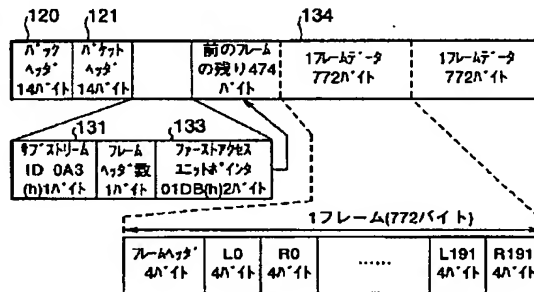 120
121
134
パック
ヘッダ
14バイト
パケット
ヘッダ
14バイト
前のフレーム
の残り474
バイト
1フレームデータ
772バイト
1フレームデータ
772バイト
131
133
サブストリーム
ID 0A3
(h)1バイト
フレーム
ヘッダ数
1バイト
ファーストアクセス
ユニットポインタ
01DB(h)2バイト
1フレーム(772バイト)
フレームヘッダ
4バイト
L0
4バイト
R0
4バイト
……
L191
4バイト
R191
4バイト